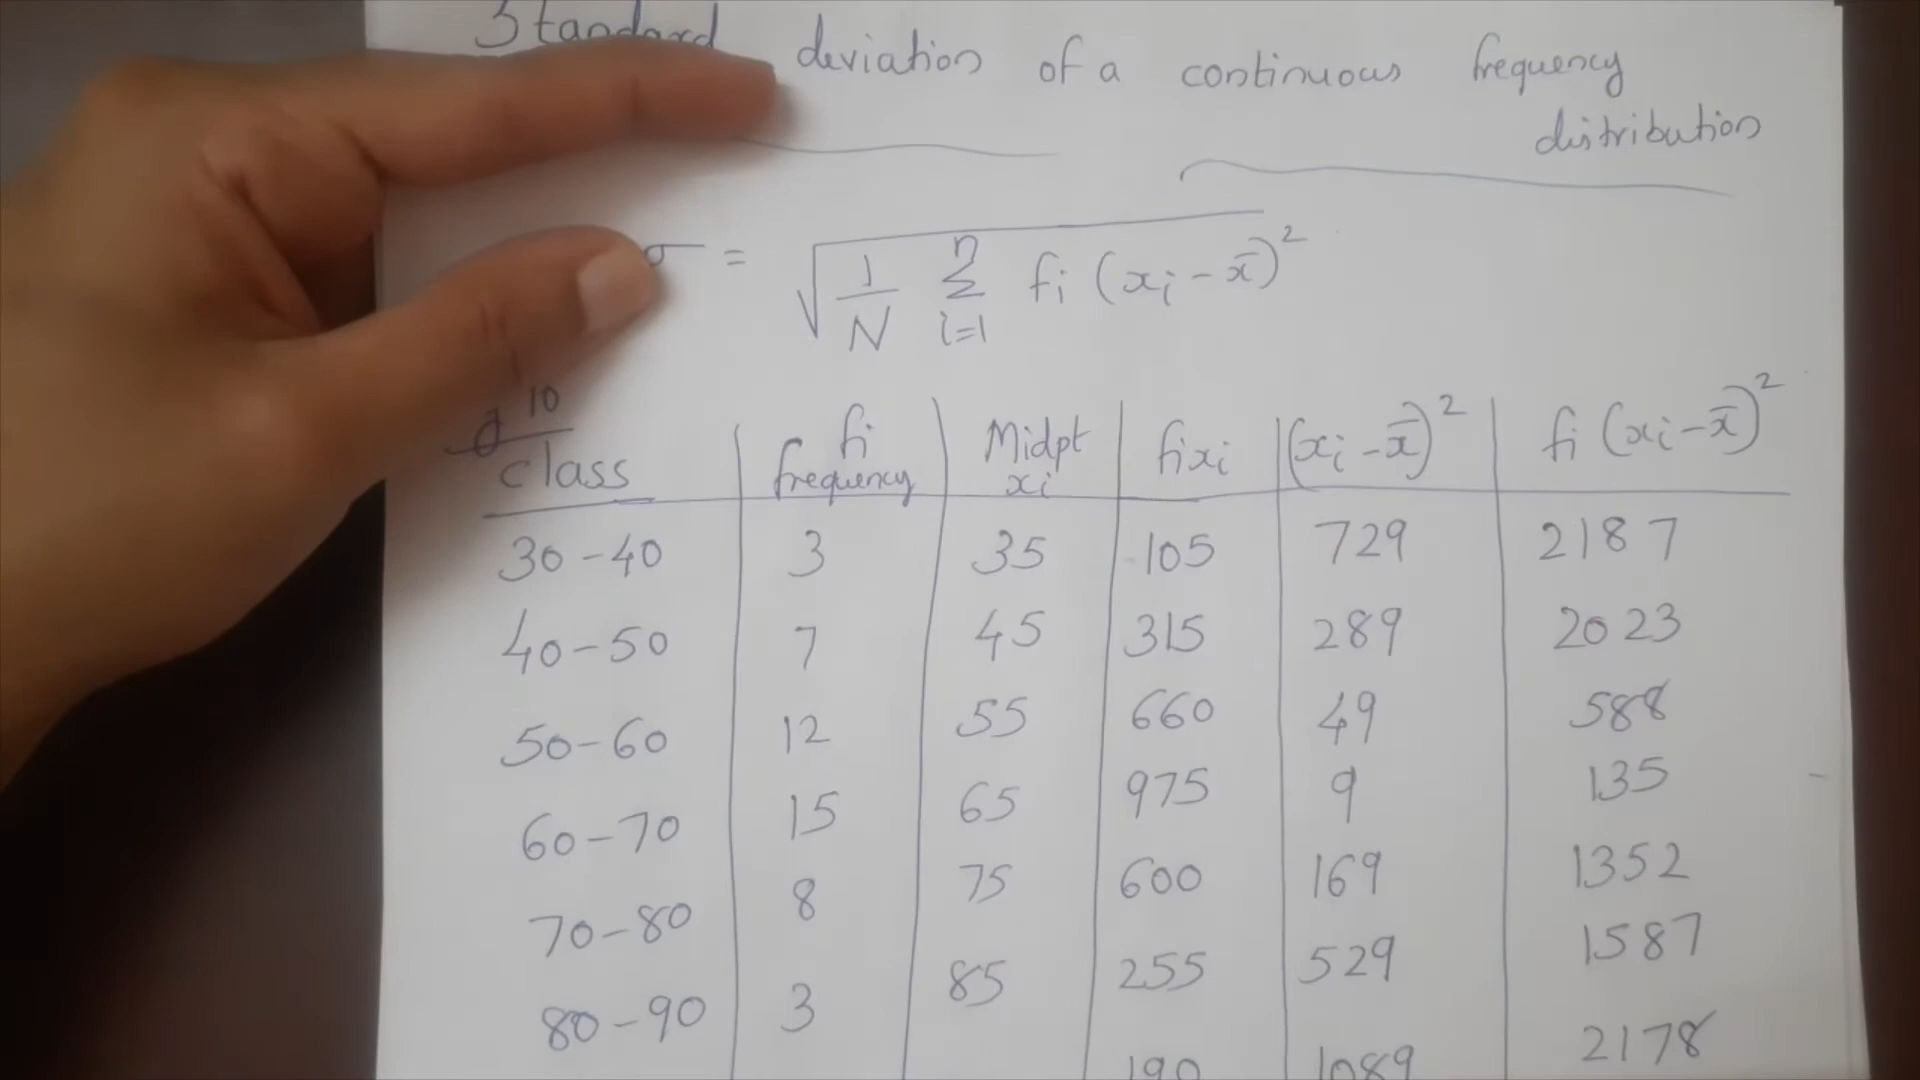 Standard deviation of a continuous frequency
distribution
σ = √(1/N Σ i=1 n fi (xi - x̄)²)
10
class | frequency fi | Midpt xi | fixi | (xi - x̄)² | fi (xi - x̄)²
30-40 | 3 | 35 | 105 | 729 | 2187
40-50 | 7 | 45 | 315 | 289 | 2023
50-60 | 12 | 55 | 660 | 49 | 588
60-70 | 15 | 65 | 975 | 9 | 135
70-80 | 8 | 75 | 600 | 169 | 1352
80-90 | 3 | 85 | 255 | 529 | 1587
190 | 1089 | 2178